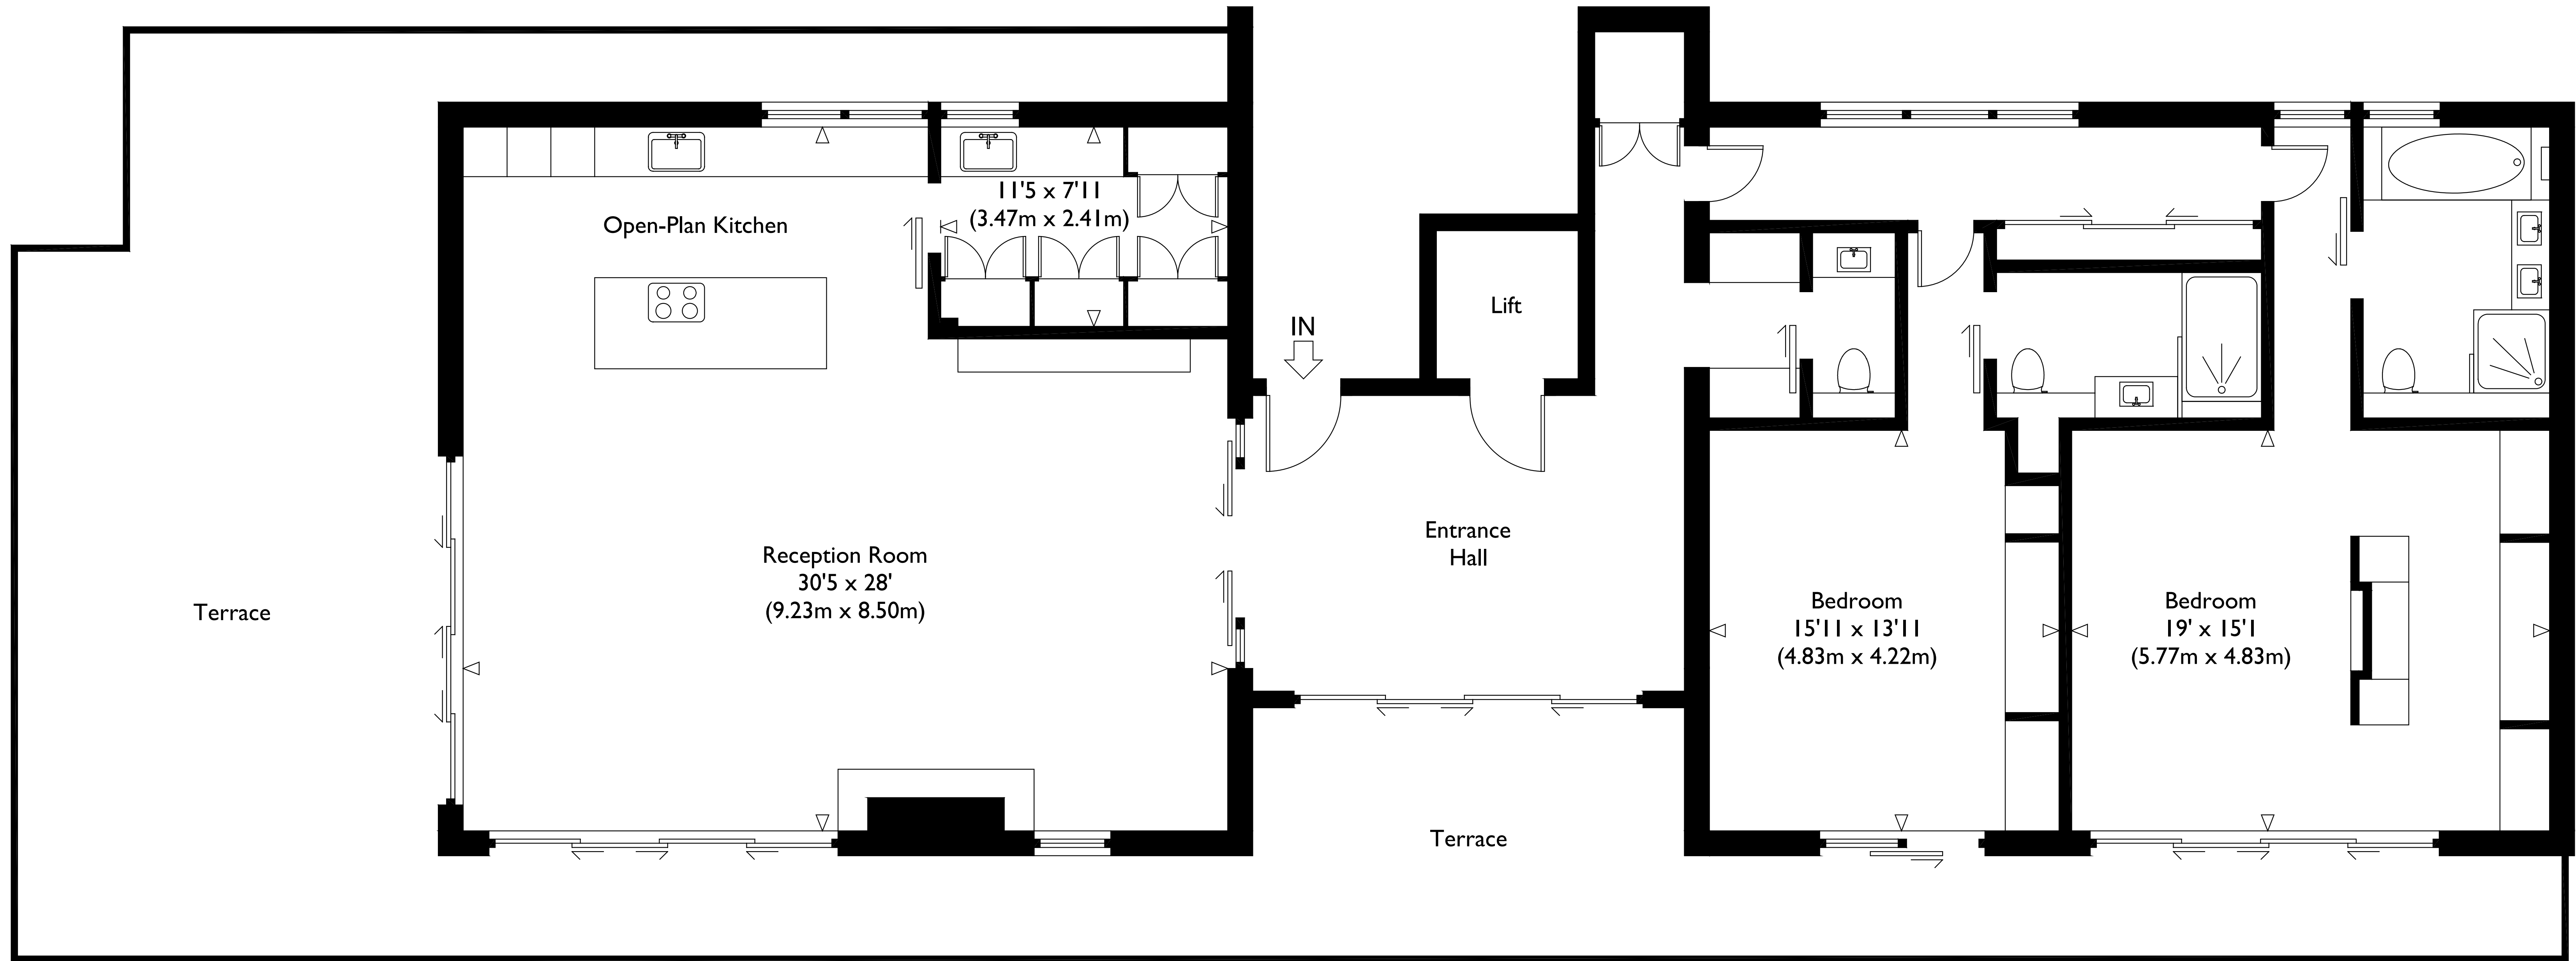 Open-Plan Kitchen
11'5 x 7'11
(3.47m x 2.41m)
Lift
IN
Terrace
Reception Room
30'5 x 28'
(9.23m x 8.50m)
Entrance
Hall
Terrace
Bedroom
15'11 x 13'11
(4.83m x 4.22m)
Bedroom
19' x 15'1
(5.77m x 4.83m)